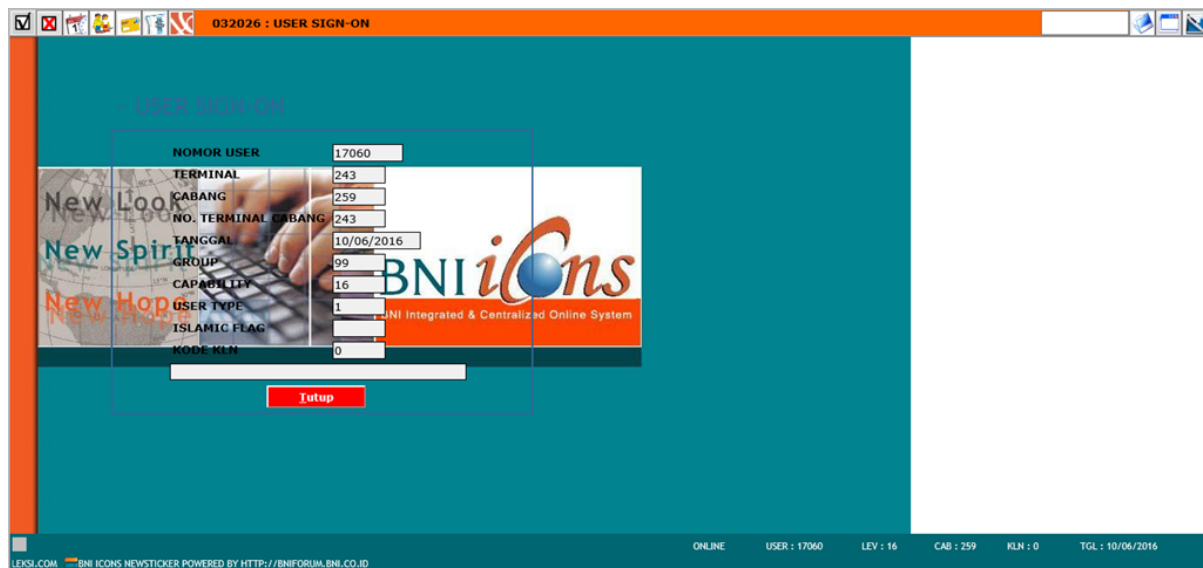 032026 : USER SIGN-ON
- USER SIGN-ON
NOMOR USER 17060
TERMINAL 243
CABANG 259
NO. TERMINAL CABANG 243
TANGGAL 10/06/2016
GROUP 99
CAPABILITY 16
USER TYPE 1
ISLAMIC FLAG
KODE KLN 0
Tutup
New Look
New Spirit
New Hope
BNI iCons
BNI Integrated & Centralized Online System
ONLINE USER : 17060 LEV : 16 CAB : 259 KLN : 0 TGL : 10/06/2016
LEKSI.COM BNI ICONS NEWSTICKER POWERED BY HTTP://BNIFORUM.BNI.CO.ID